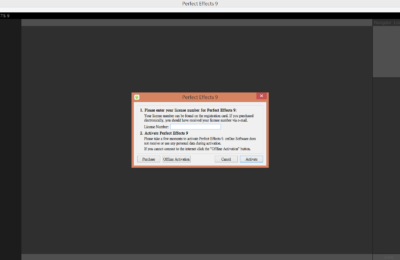 Perfect Effects 9
Perfect Effects 9
1. Please enter your license number for Perfect Effects 9:
Your license number can be found on the registration card. If you purchased
electronically, you should have received your license number via e-mail.
License Number:
2. Activate Perfect Effects 9
Please take a few moments to activate Perfect Effects 9. onOne Software does
not receive or use any personal data during activation.
If you cannot connect to the internet click the "Offline Activation" button.
Purchase Offline Activation Cancel Activate